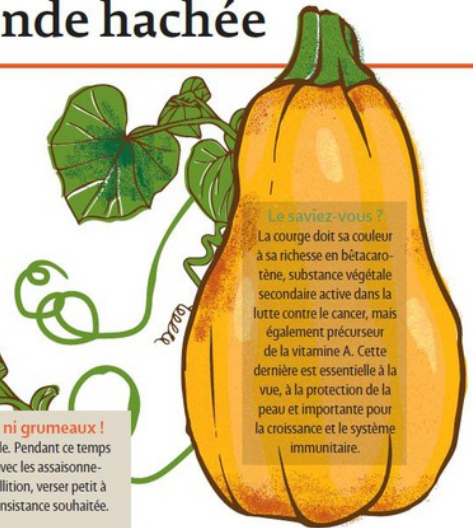 nde hachée
Le saviez-vous ?
La courge doit sa couleur
à sa richesse en bêtacaro-
tène, substance végétale
secondaire active dans la
lutte contre le cancer, mais
également précurseur
de la vitamine A. Cette
dernière est essentielle à la
vue, à la protection de la
peau et importante pour
la croissance et le système
immunitaire.
ni grumeaux !
le. Pendant ce temps
vec les assaisonne-
llition, verser petit à
nsistance souhaitée.